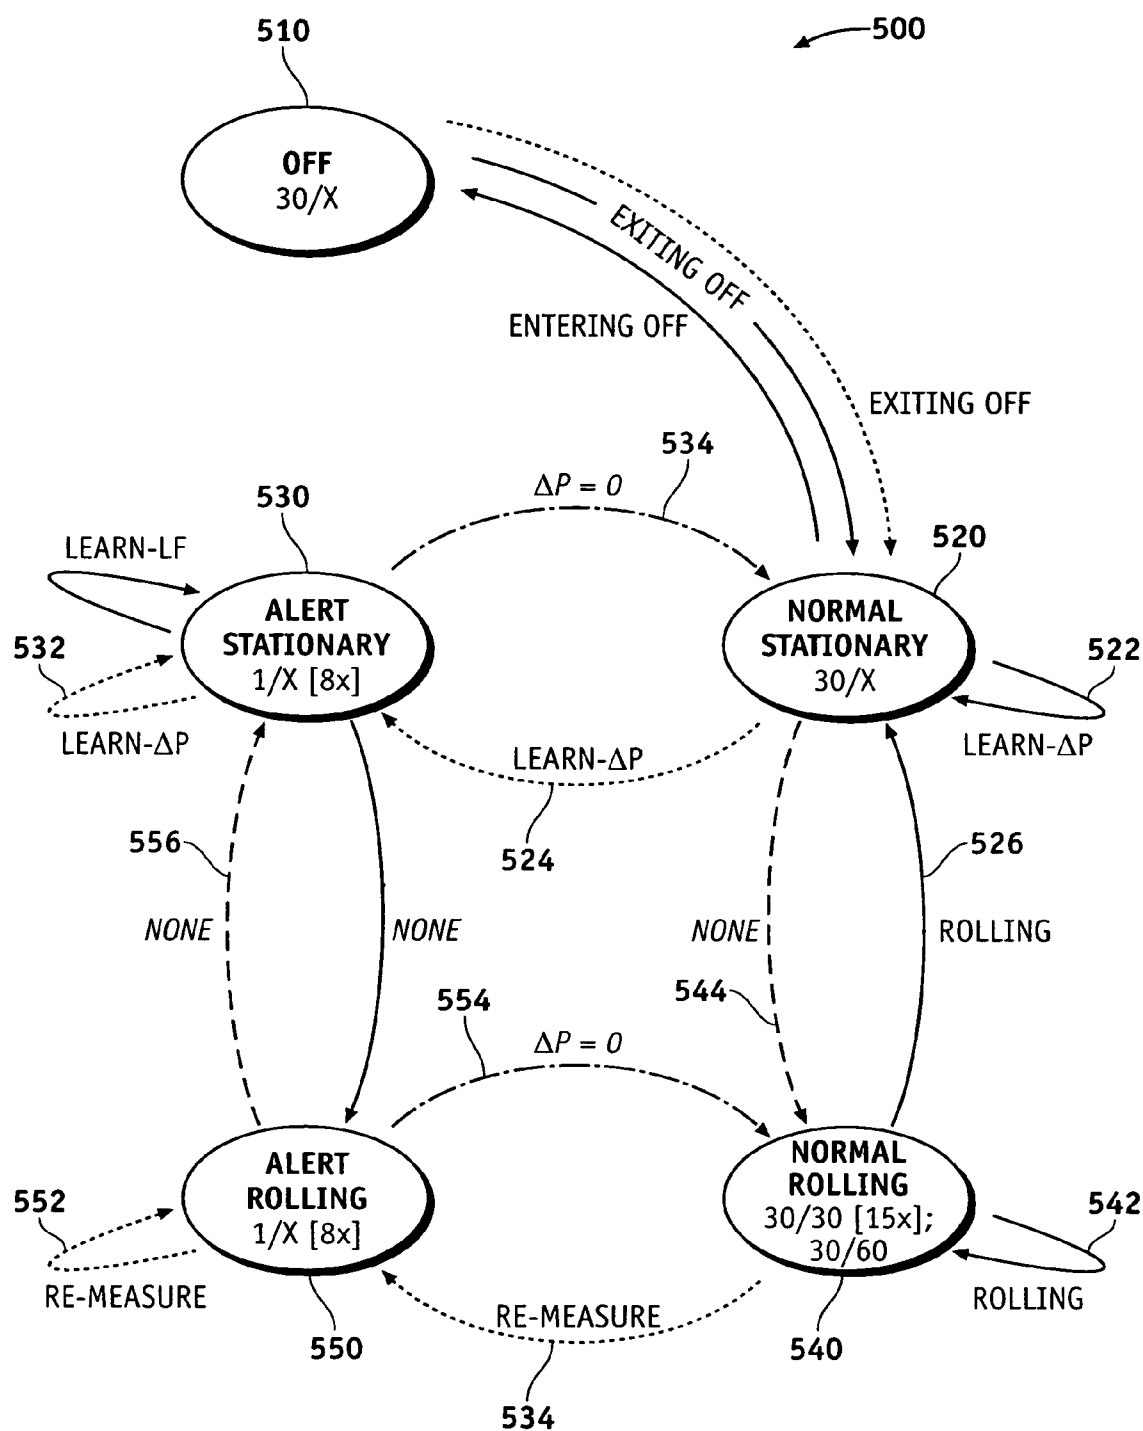 510
500
OFF
30/X
EXITING OFF
ENTERING OFF
EXITING OFF
534
ΔP = 0
530
520
LEARN-LF
ALERT
STATIONARY
1/X [8x]
NORMAL
STATIONARY
30/X
532
522
LEARN-ΔP
LEARN-ΔP
LEARN-ΔP
524
556
526
NONE
NONE
NONE
ROLLING
544
554
ΔP = 0
ALERT
ROLLING
1/X [8x]
NORMAL
ROLLING
30/30 [15x];
30/60
552
542
RE-MEASURE
RE-MEASURE
ROLLING
550
540
534